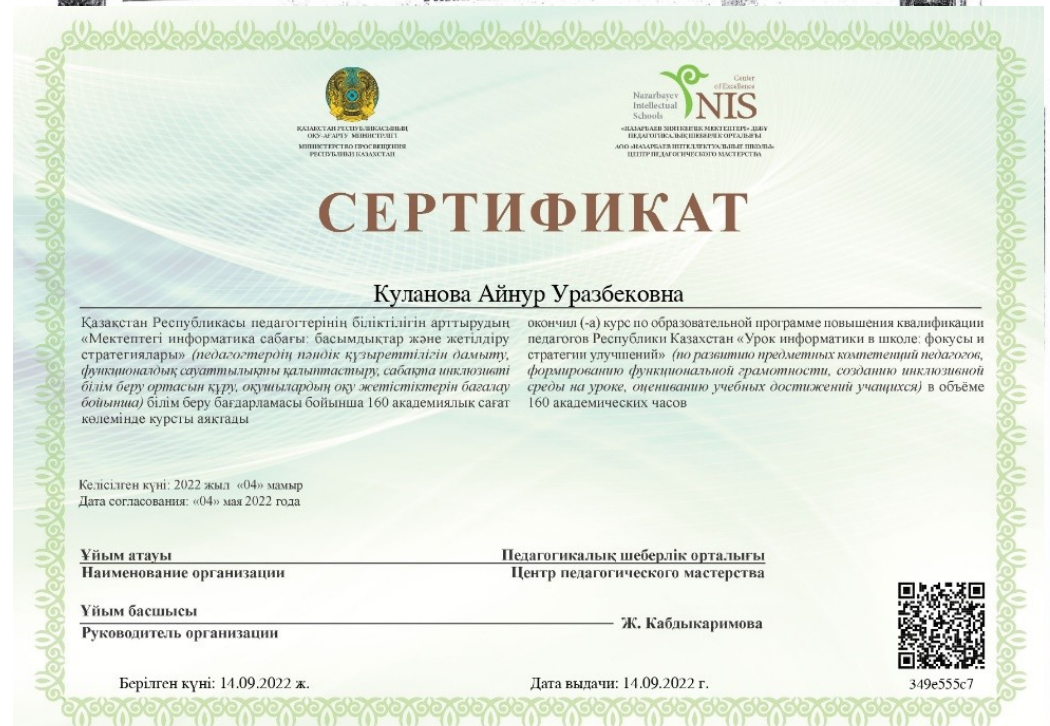 ҚАЗАҚСТАН РЕСПУБЛИКАСЫНЫҢ
ОҚУ-АҒАРТУ МИНИСТРЛІГІ
МИНИСТЕРСТВО ПРОСВЕЩЕНИЯ
РЕСПУБЛИКИ КАЗАХСТАН
Center
of Excellence
Nazarbayev
Intellectual
Schools
NIS
«НАЗАРБАЕВ ЗИЯТКЕРЛІК МЕКТЕПТЕРІ» ДББҰ
ПЕДАГОГИКАЛЫҚ ШЕБЕРЛІК ОРТАЛЫҒЫ
АОО «НАЗАРБАЕВ ИНТЕЛЛЕКТУАЛЬНЫЕ ШКОЛЫ»
ЦЕНТР ПЕДАГОГИЧЕСКОГО МАСТЕРСТВА
СЕРТИФИКАТ
Куланова Айнур Уразбековна
Қазақстан Республикасы педагогтерінің біліктілігін арттырудың
«Мектептегі информатика сабағы: басымдықтар және жетілдіру
стратегиялары» (педагогтердің пәндік құзыреттілігін дамыту,
функционалдық сауаттылықты қалыптастыру, сабақта инклюзивті
білім беру ортасын құру, оқушылардың оқу жетістіктерін бағалау
бойынша) білім беру бағдарламасы бойынша 160 академиялық сағат
көлемінде курсты аяқтады
окончил (-а) курс по образовательной программе повышения квалификации
педагогов Республики Казахстан «Урок информатики в школе: фокусы и
стратегии улучшений» (по развитию предметных компетенций педагогов,
формированию функциональной грамотности, созданию инклюзивной
среды на уроке, оцениванию учебных достижений учащихся) в объёме
160 академических часов
Келісілген күні: 2022 жыл «04» мамыр
Дата согласования: «04» мая 2022 года
Ұйым атауы
Педагогикалық шеберлік орталығы
Наименование организации
Центр педагогического мастерства
Ұйым басшысы
Ж. Кабдыкаримова
Руководитель организации
Берілген күні: 14.09.2022 ж.
Дата выдачи: 14.09.2022 г.
349e555c7